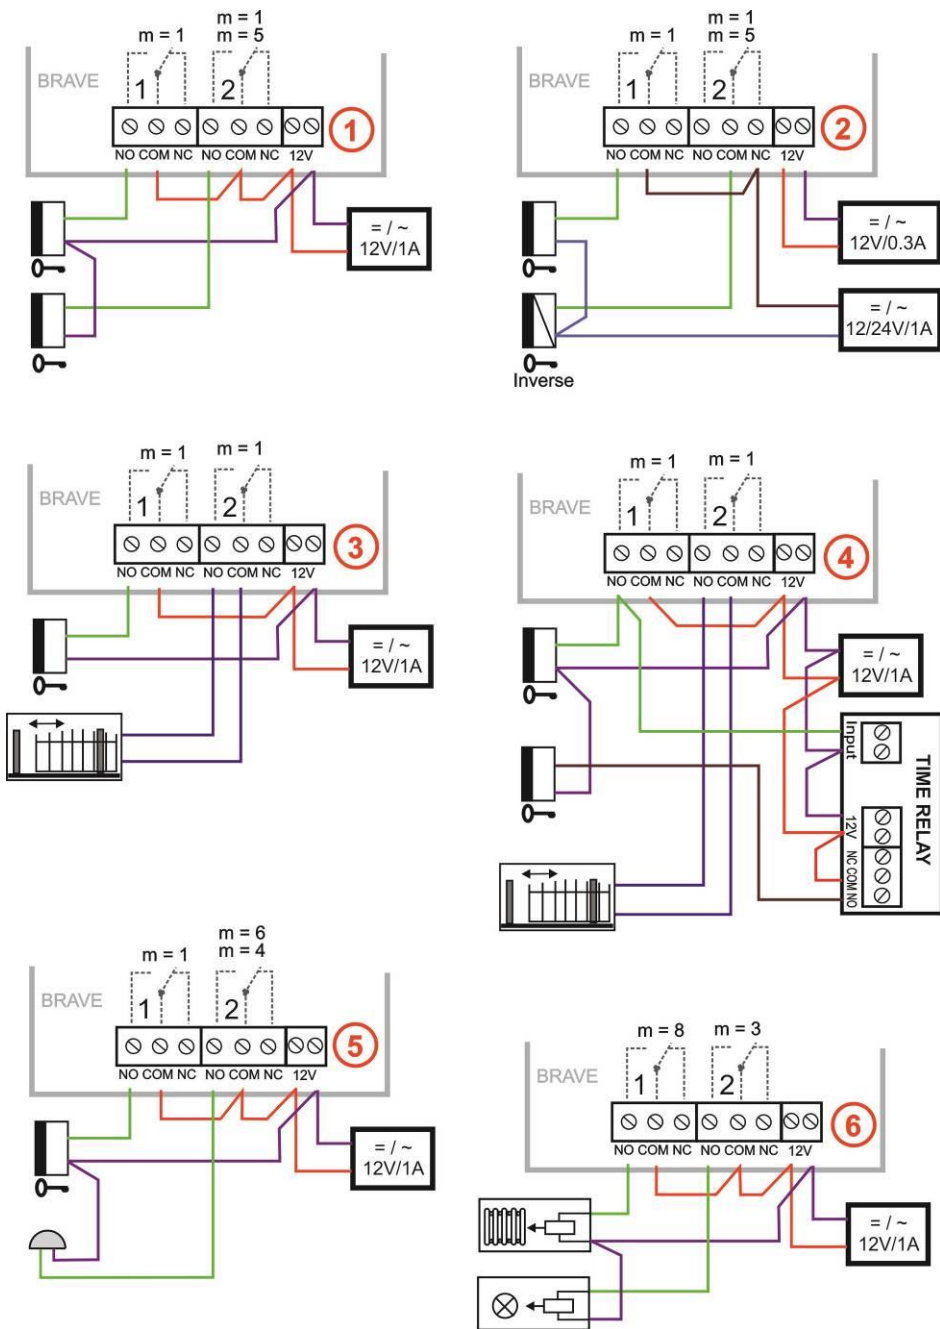 m = 1
m = 1
m = 5
BRAVE
1
2
1
NO COM NC NO COM NC 12V
= / ~
12V/1A
m = 1
m = 1
m = 5
BRAVE
1
2
2
NO COM NC NO COM NC 12V
= / ~
12V/0.3A
= / ~
12/24V/1A
Inverse
m = 1
m = 1
BRAVE
1
2
3
NO COM NC NO COM NC 12V
= / ~
12V/1A
m = 1
m = 1
BRAVE
1
2
4
NO COM NC NO COM NC 12V
= / ~
12V/1A
Input
12V
NC COM NO
TIME RELAY
m = 1
m = 6
m = 4
BRAVE
1
2
5
NO COM NC NO COM NC 12V
= / ~
12V/1A
m = 8
m = 3
BRAVE
1
2
6
NO COM NC NO COM NC 12V
= / ~
12V/1A